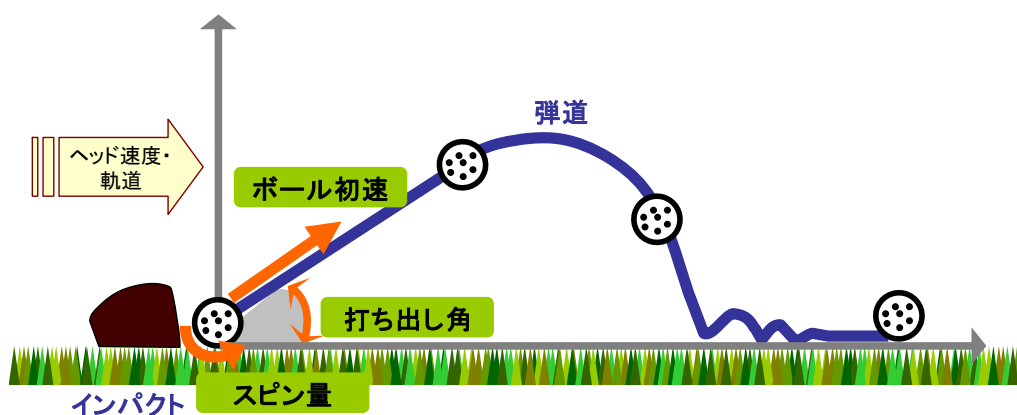 弾道
ヘッド速度・
軌道
ボール初速
打ち出し角
スピン量
インパクト